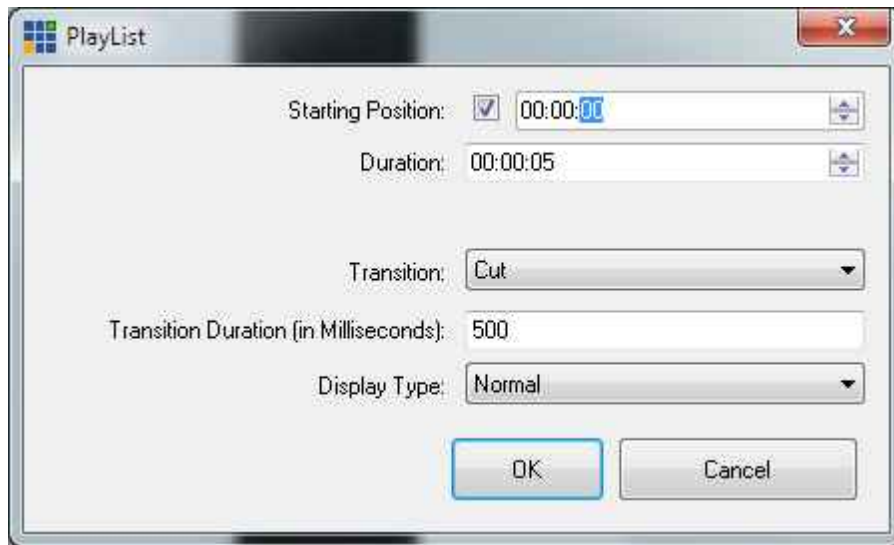 PlayList
Starting Position: 00:00:00
Duration: 00:00:05
Transition: Cut
Transition Duration (in Milliseconds): 500
Display Type: Normal
OK Cancel